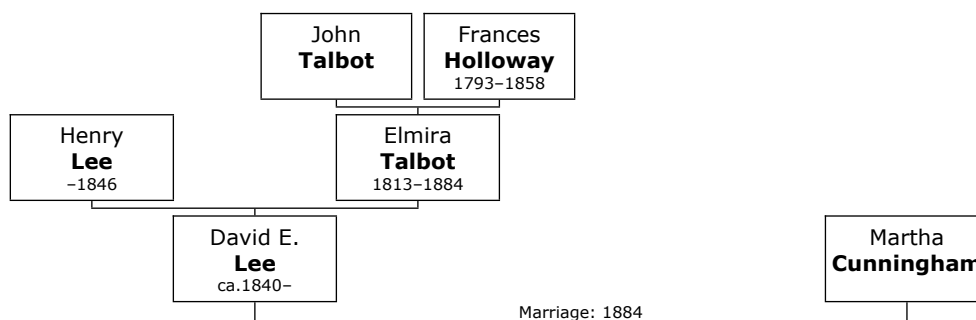 John
Talbot
Frances
Holloway
1793–1858
Henry
Lee
–1846
Elmira
Talbot
1813–1884
David E.
Lee
ca.1840–
Martha
Cunningham
Marriage: 1884